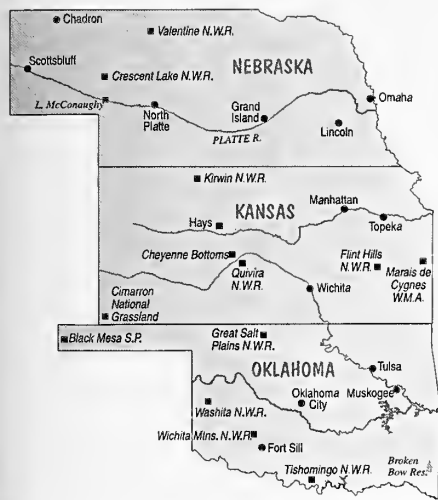 Chadron
Valentine N.W.R.
Scottsbluff
Crescent Lake N.W.R.
NEBRASKA
L. McConaughy
North
Platte
Grand
Island
Omaha
PLATTE R.
Lincoln
Kirwin N.W.R.
KANSAS
Manhattan
Hays
Topeka
Cheyenne Bottoms
Quivira
N.W.R.
Flint Hills
N.W.R.
Marais de
Cygnes
W.M.A.
Wichita
Cimarron
National
Grassland
Black Mesa S.P.
Great Salt
Plains N.W.R.
OKLAHOMA
Tulsa
Oklahoma
City
Muskogee
Washita N.W.R.
Wichita Mtns. N.W.R.
Fort Sill
Broken
Bow Res.
Tishomingo N.W.R.